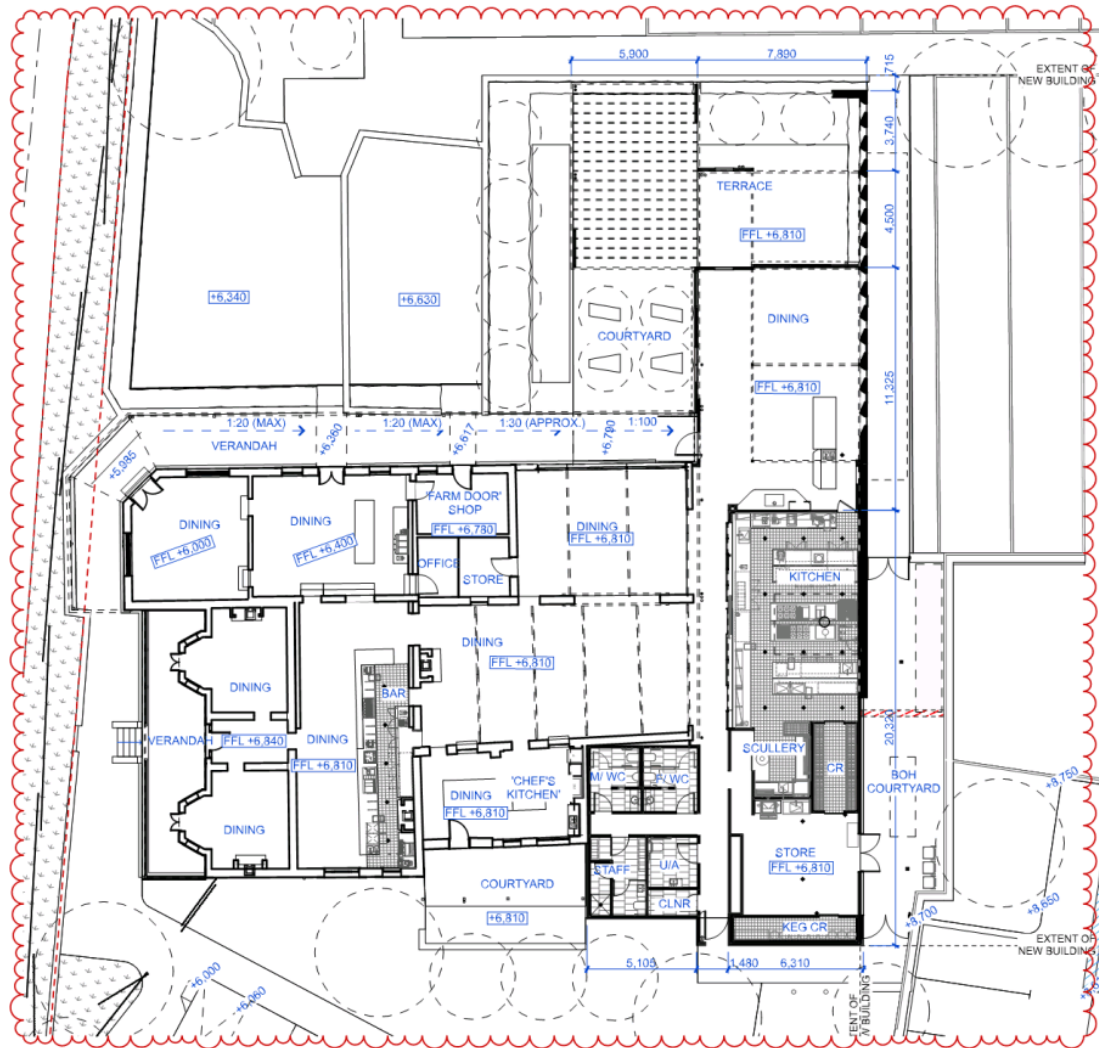 5,900
7,890
715
EXTENT OF
NEW BUILDING
3,740
TERRACE
4,500
FFL +6,810
+6,340
+6,630
DINING
COURTYARD
FFL +6,810
11,325
1:20 (MAX)
1:20 (MAX)
1:30 (APPROX.)
1:100
VERANDAH
+6,360
+6,617
+6,790
+5,985
'FARM DOOR'
SHOP
FFL +6,780
DINING
FFL +6,000
DINING
FFL +6,400
DINING
FFL +6,810
OFFICE
STORE
KITCHEN
DINING
FFL +6,810
DINING
BAR
VERANDAH
FFL +6,840
DINING
FFL +6,810
20,320
SCULLERY
CR
BOH
COURTYARD
+8,750
M/ WC
F/ WC
'CHEF'S
KITCHEN'
DINING
FFL +6,810
DINING
STORE
FFL +6,810
STAFF
U/A
CLNR
COURTYARD
+6,810
KEG CR
+8,650
+8,700
EXTENT OF
NEW BUILDING
5,105
1,480
6,310
+6,000
+6,060